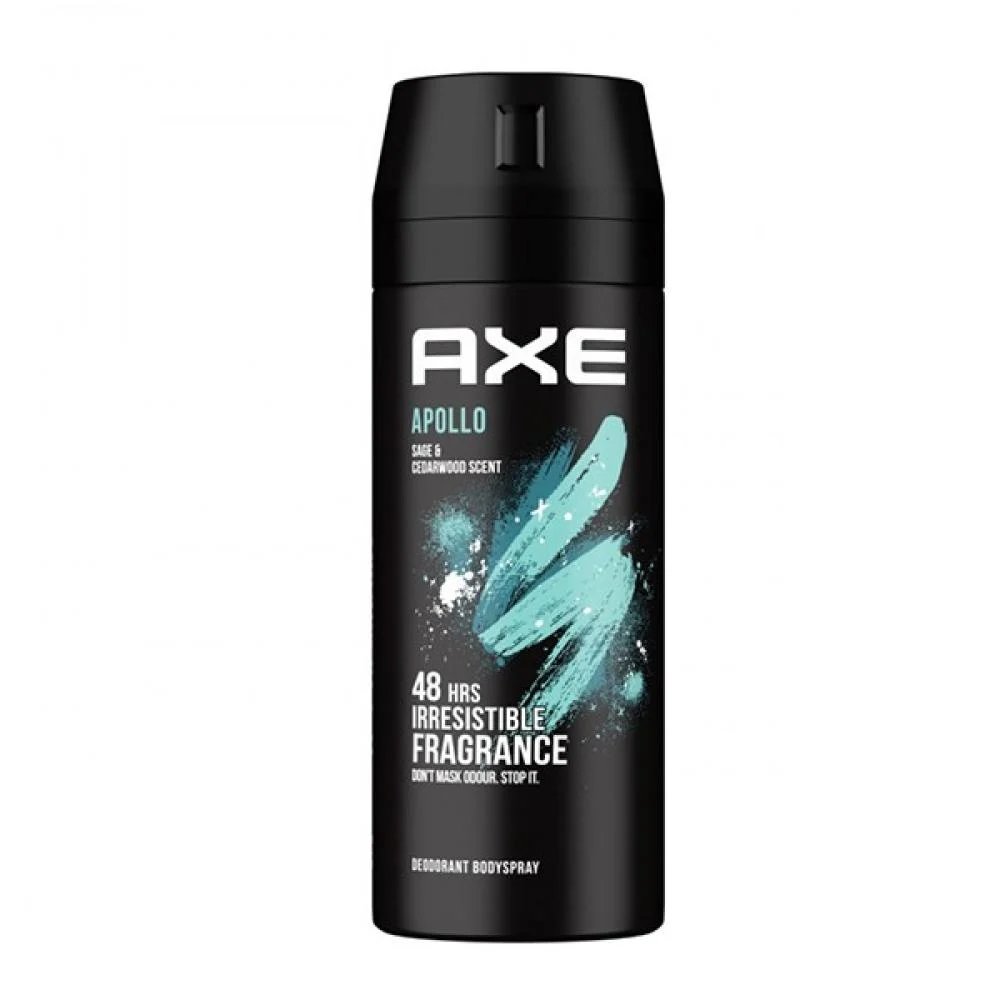 AXE
APOLLO
SAGE &
CEDARWOOD SCENT
48 HRS
IRRESISTIBLE
FRAGRANCE
DON'T MASK ODOUR. STOP IT.
DEODORANT BODYSPRAY